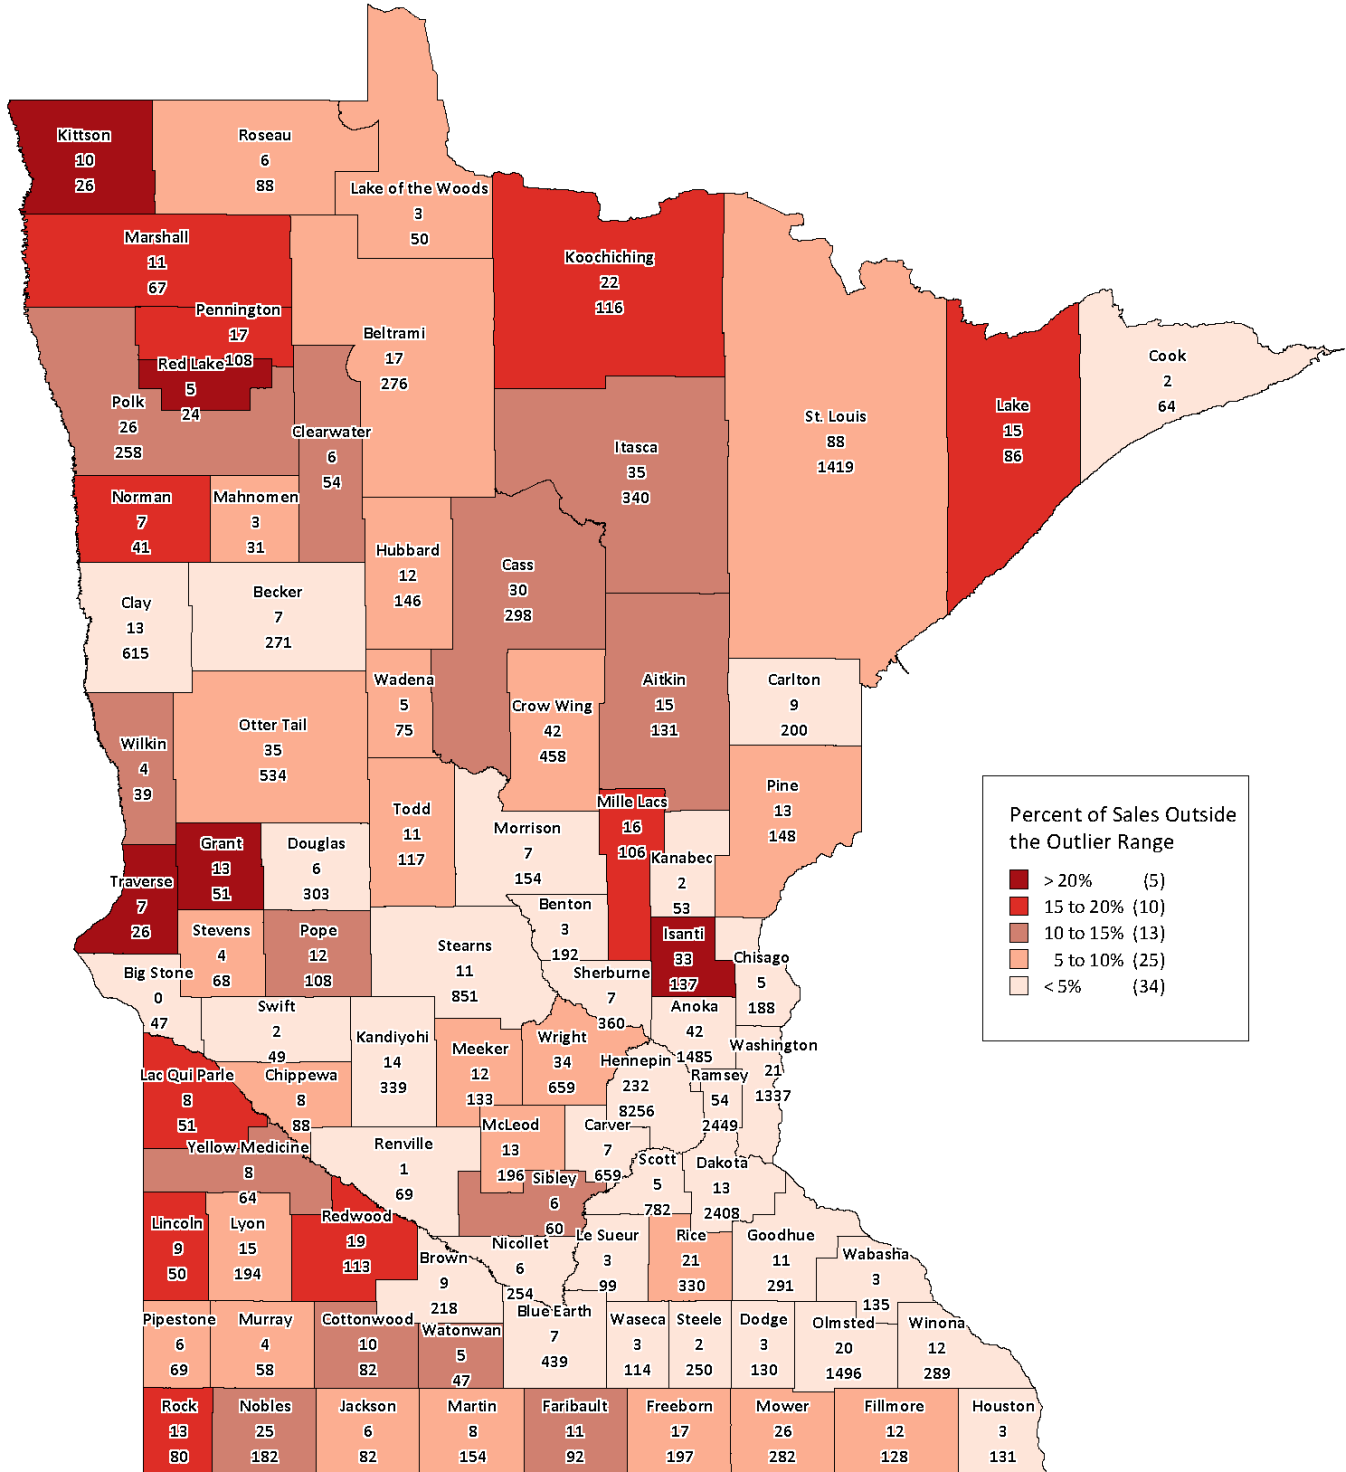 Kittson
10
26
Roseau
6
88
Lake of the Woods
3
50
Marshall
11
67
Koochiching
22
116
Pennington
17
108
Red Lake
5
24
Beltrami
17
276
Cook
2
64
Polk
26
258
Clearwater
6
54
St. Louis
88
1419
Lake
15
86
Itasca
35
340
Norman
7
41
Mahnomen
3
31
Hubbard
12
146
Cass
30
298
Clay
13
615
Becker
7
271
Wadena
5
75
Crow Wing
42
458
Aitkin
15
131
Carlton
9
200
Wilkin
4
39
Otter Tail
35
534
Pine
13
148
Todd
11
117
Mille Lacs
16
106
Morrison
7
154
Kanabec
2
53
Grant
13
51
Douglas
6
303
Traverse
7
26
Benton
3
192
Stevens
4
68
Pope
12
108
Stearns
11
851
Isanti
33
137
Chisago
5
188
Big Stone
0
47
Sherburne
7
360
Swift
2
49
Anoka
42
1485
Kandiyohi
14
339
Meeker
12
133
Wright
34
659
Washington
21
1337
Hennepin
232
8256
Ramsey
54
2449
Lac Qui Parle
8
51
Chippewa
8
88
McLeod
13
196
Carver
7
659
Renville
1
69
Yellow Medicine
8
64
Scott
5
782
Dakota
13
2408
Sibley
6
60
Lincoln
9
50
Lyon
15
194
Redwood
19
113
Nicollet
6
254
Le Sueur
3
99
Rice
21
330
Goodhue
11
291
Wabasha
3
135
Brown
9
218
Blue Earth
7
439
Pipestone
6
69
Murray
4
58
Cottonwood
10
82
Watonwan
5
47
Waseca
3
114
Steele
2
250
Dodge
3
130
Olmsted
20
1496
Winona
12
289
Rock
13
80
Nobles
25
182
Jackson
6
82
Martin
8
154
Faribault
11
92
Freeborn
17
197
Mower
26
282
Fillmore
12
128
Houston
3
131
Percent of Sales Outside
the Outlier Range
> 20% (5)
15 to 20% (10)
10 to 15% (13)
5 to 10% (25)
< 5% (34)